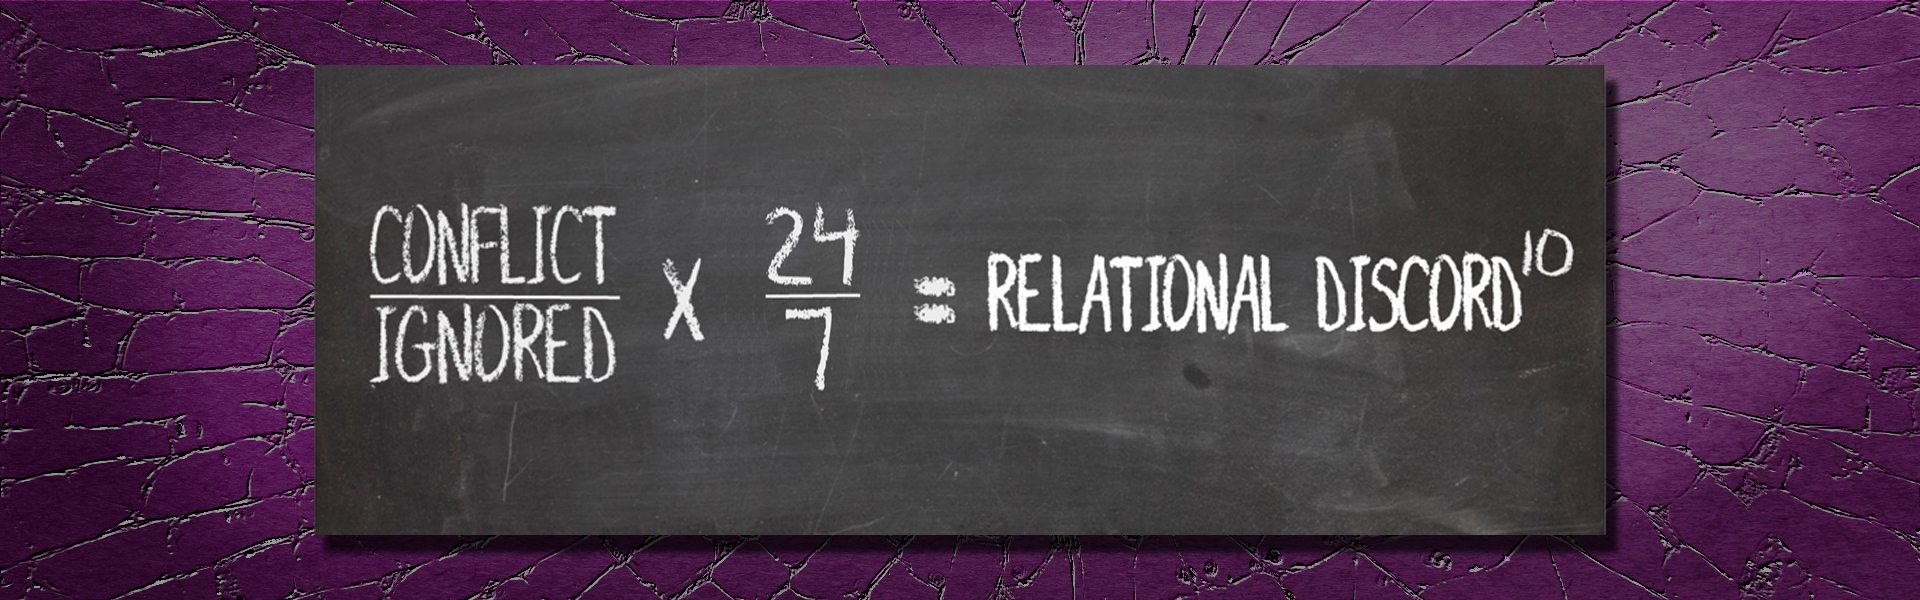 CONFLICT
IGNORED
X
24
7
=
RELATIONAL DISCORD¹⁰